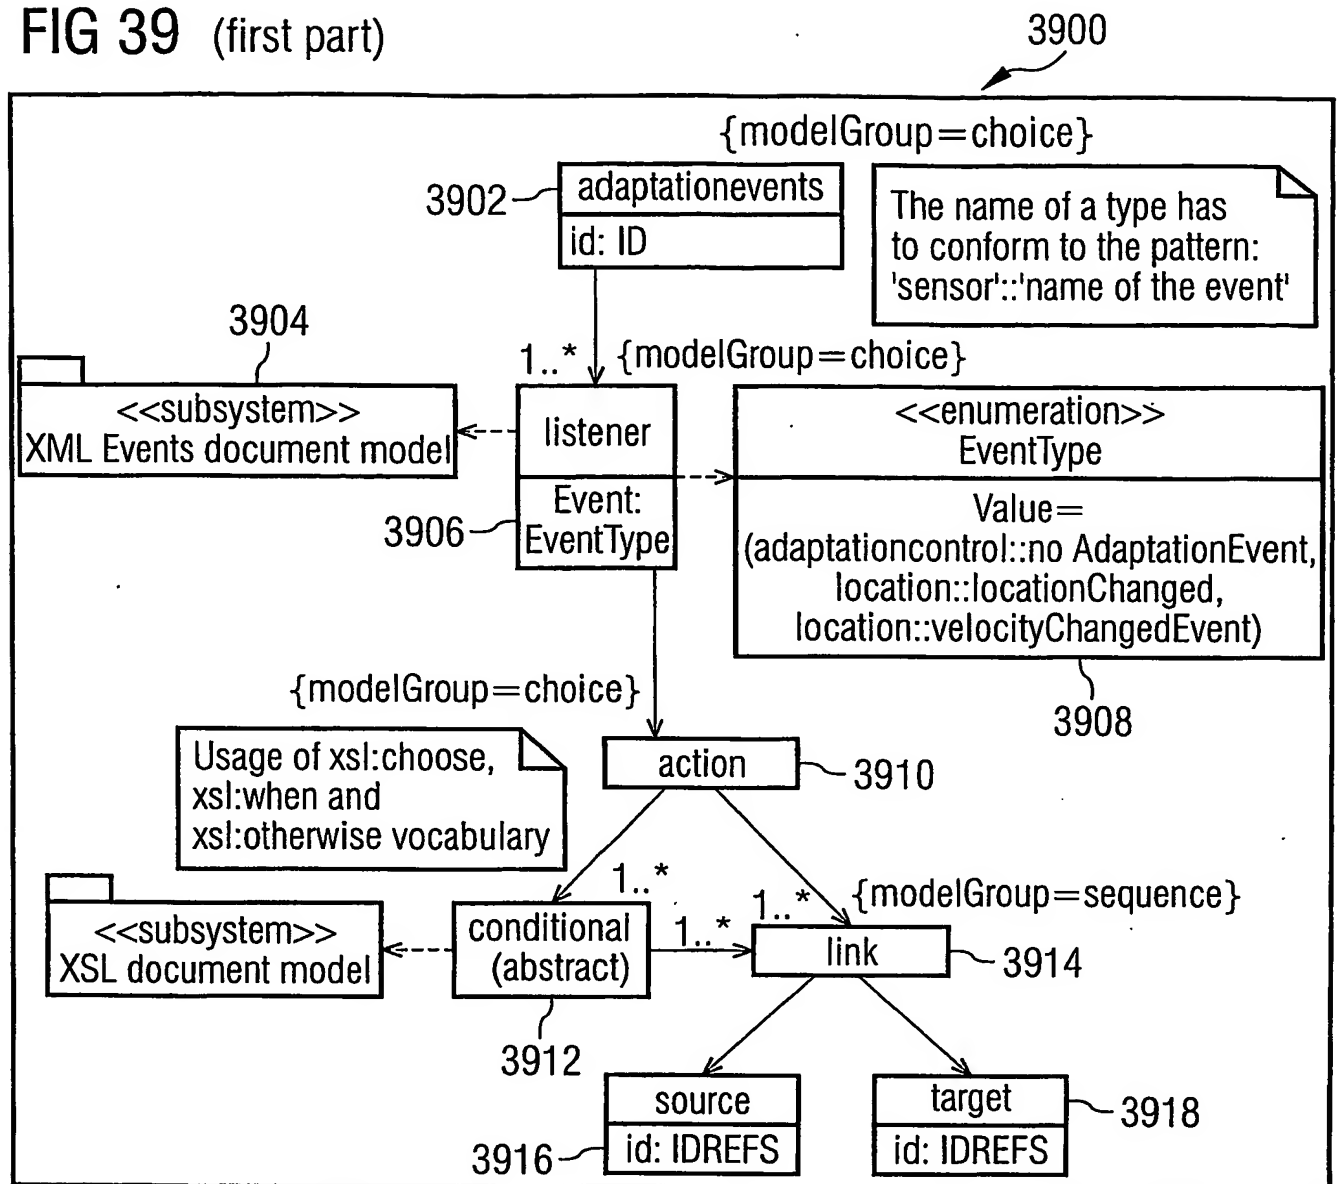 FIG 39 (first part)
3900
{modelGroup=choice}
3902
adaptationevents
id: ID
The name of a type has
to conform to the pattern:
'sensor'::'name of the event'
3904
1..*
{modelGroup=choice}
<<subsystem>>
XML Events document model
listener
<<enumeration>>
EventType
3906
Event:
EventType
Value=
(adaptationcontrol::no AdaptationEvent,
location::locationChanged,
location::velocityChangedEvent)
{modelGroup=choice}
3908
Usage of xsl:choose,
xsl:when and
xsl:otherwise vocabulary
action
3910
1..*
1..*
{modelGroup=sequence}
<<subsystem>>
XSL document model
conditional
(abstract)
1..*
link
3914
3912
source
id: IDREFS
3916
target
id: IDREFS
3918